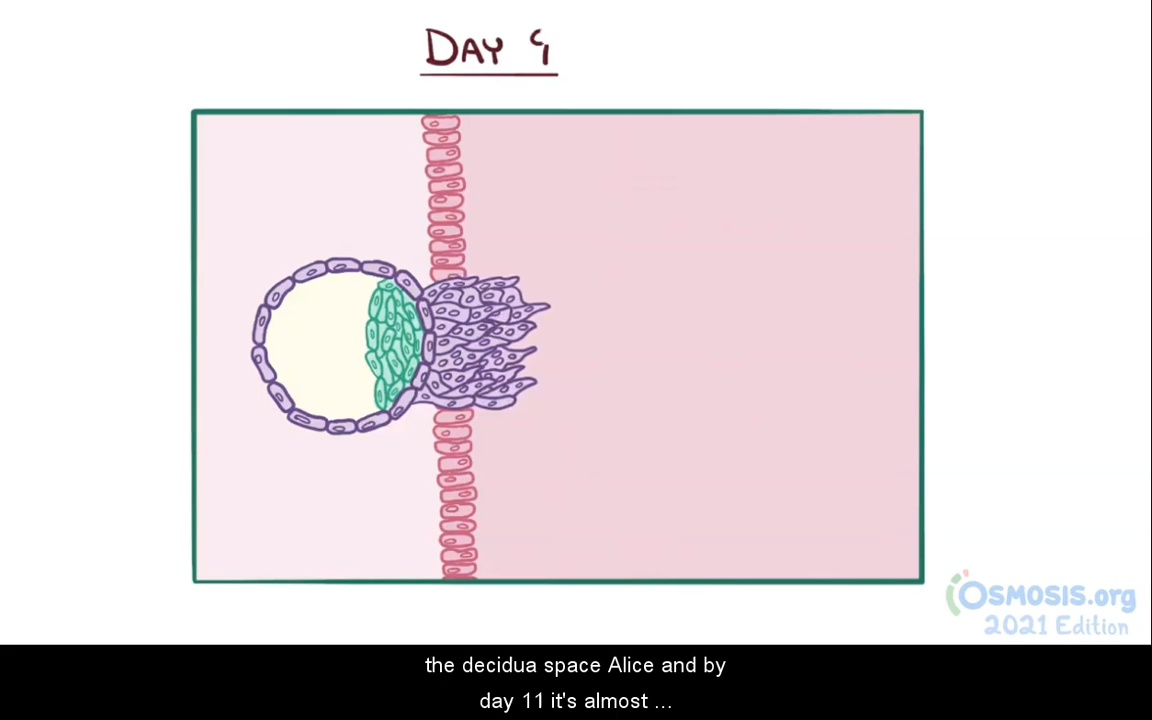 DAY 9
OSMOSIS.org
2021 Edition
the decidua space Alice and by
day 11 it's almost ...